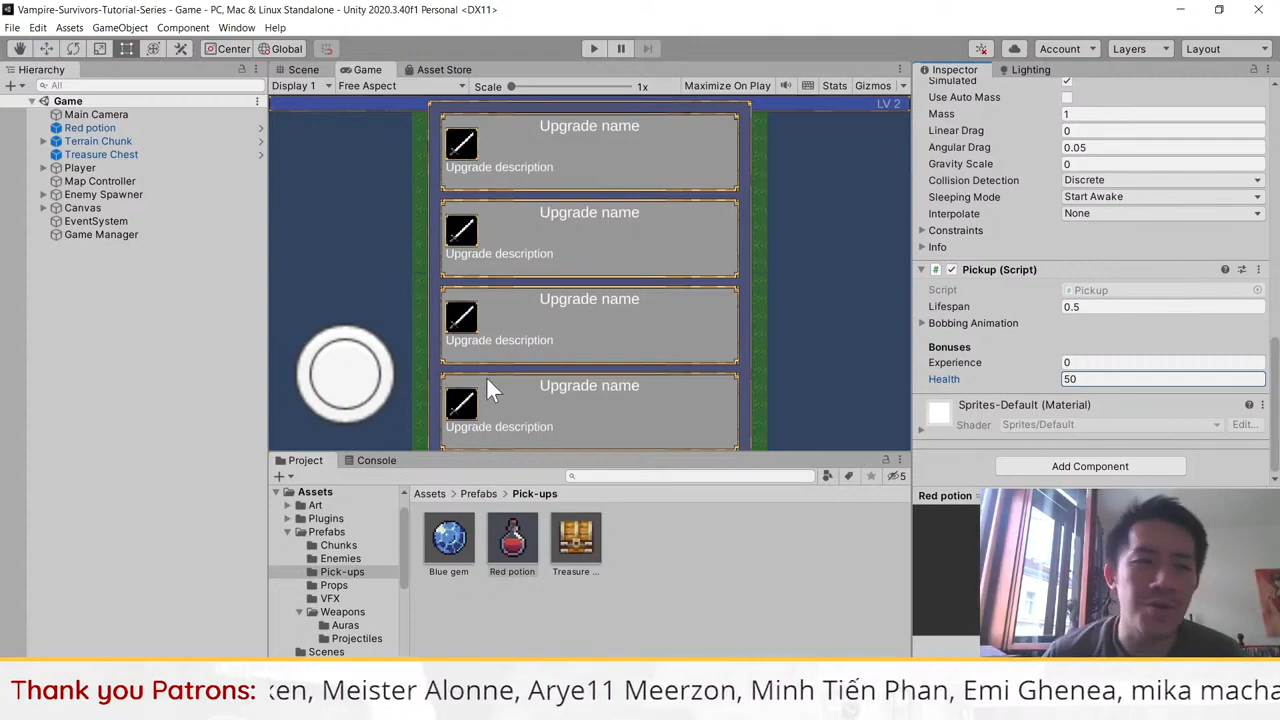 Vampire-Survivors-Tutorial-Series - Game - PC, Mac & Linux Standalone - Unity 2020.3.40f1 Personal <DX11>
File Edit Assets GameObject Component Window Help
Center Global Account Layers Layout
Hierarchy
All
Game
Main Camera
Red potion
Terrain Chunk
Treasure Chest
Player
Map Controller
Enemy Spawner
Canvas
EventSystem
Game Manager
Scene Game Asset Store
Display 1 Free Aspect Scale 1x Maximize On Play Stats Gizmos
LV 2
Upgrade name
Upgrade description
Upgrade name
Upgrade description
Upgrade name
Upgrade description
Upgrade name
Upgrade description
Project Console
5
Assets
Art
Plugins
Prefabs
Chunks
Enemies
Pick-ups
Props
VFX
Weapons
Auras
Projectiles
Scenes
Assets Prefabs Pick-ups
Blue gem Red potion Treasure ...
Inspector Lighting
Simulated
Use Auto Mass
Mass 1
Linear Drag 0
Angular Drag 0.05
Gravity Scale 0
Collision Detection Discrete
Sleeping Mode Start Awake
Interpolate None
Constraints
Info
Pickup (Script)
Script Pickup
Lifespan 0.5
Bobbing Animation
Bonuses
Experience 0
Health 50
Sprites-Default (Material)
Shader Sprites/Default Edit...
Add Component
Red potion
Thank you Patrons: ken, Meister Alonne, Arye11 Meerzon, Minh Tiến Phan, Emi Ghenea, mika macha